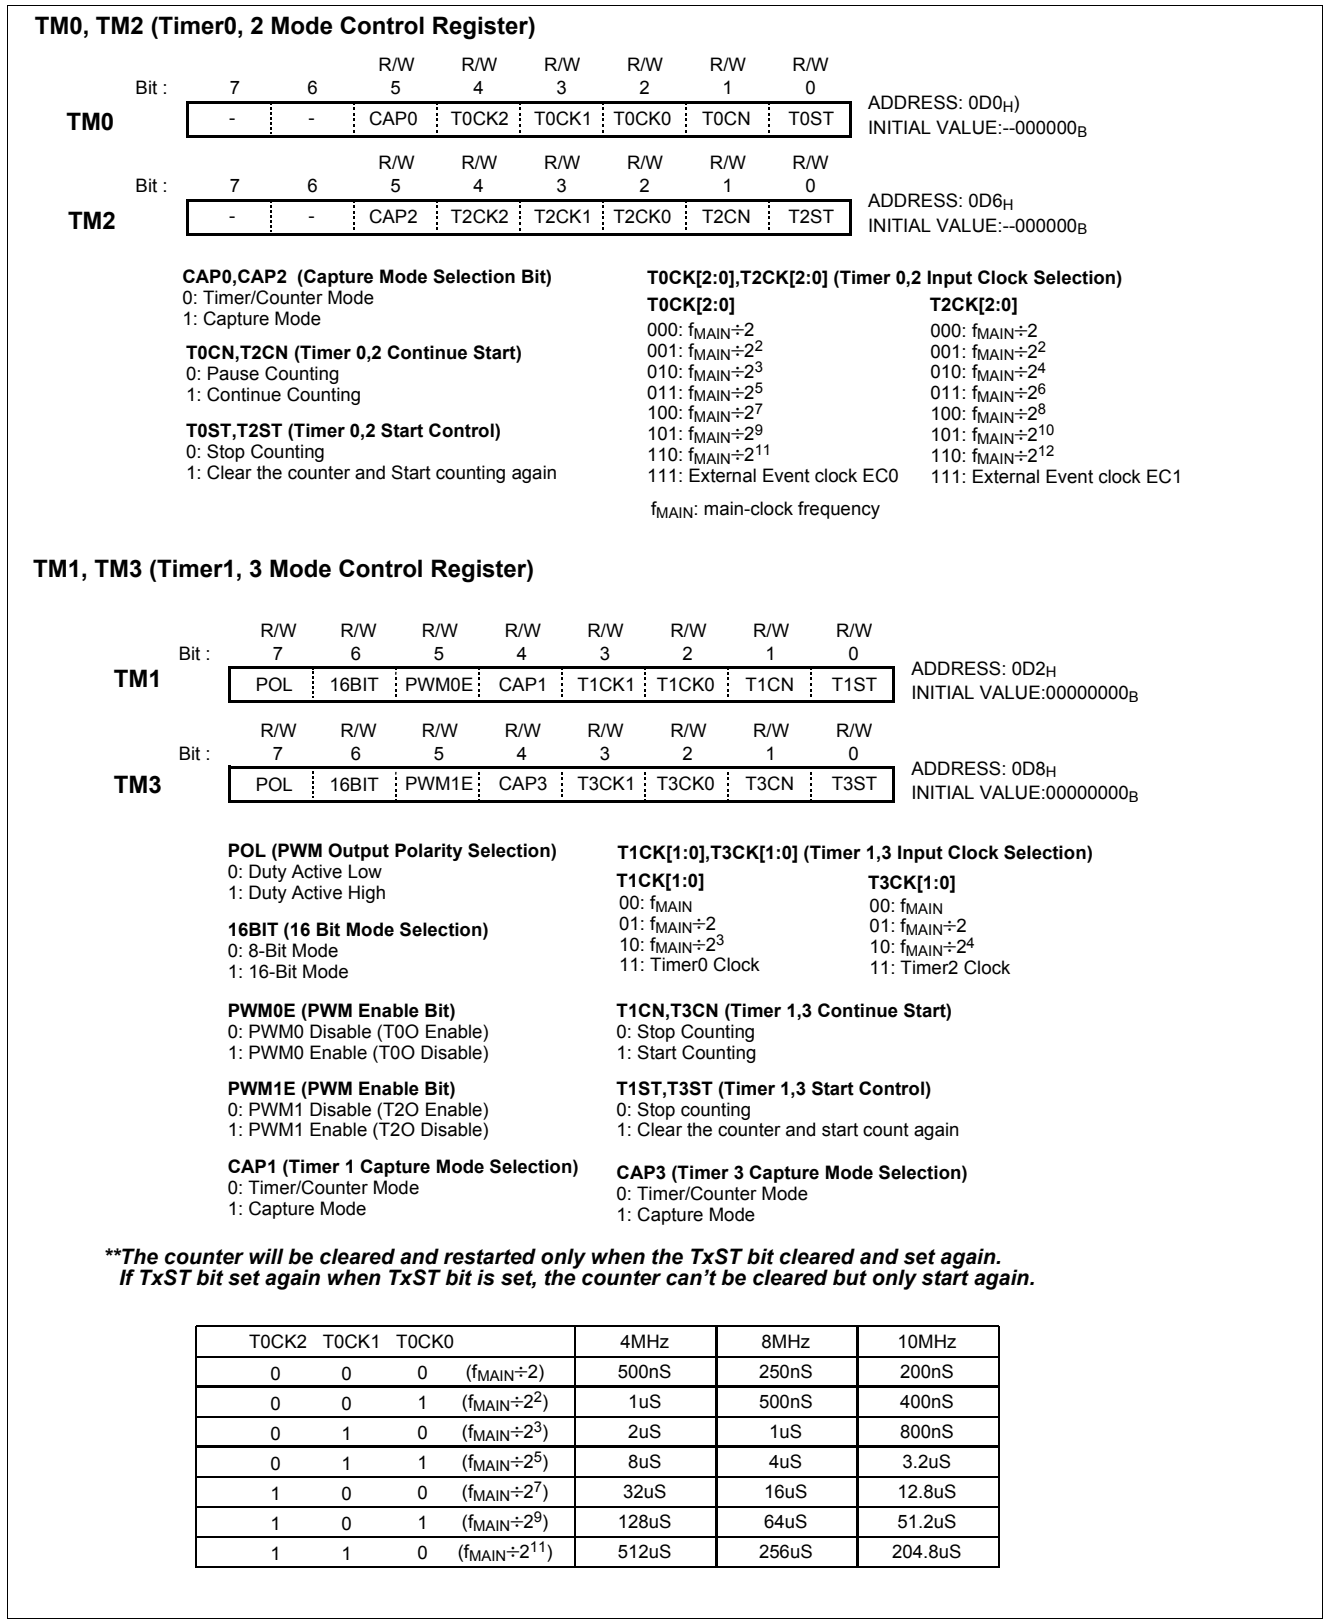 TM0, TM2 (Timer0, 2 Mode Control Register)
R/W R/W R/W R/W R/W R/W
Bit : 7 6 5 4 3 2 1 0
TM0 - - CAP0 T0CK2 T0CK1 T0CK0 T0CN T0ST
ADDRESS: 0D0H)
INITIAL VALUE:--000000B
R/W R/W R/W R/W R/W R/W
Bit : 7 6 5 4 3 2 1 0
TM2 - - CAP2 T2CK2 T2CK1 T2CK0 T2CN T2ST
ADDRESS: 0D6H
INITIAL VALUE:--000000B
CAP0,CAP2 (Capture Mode Selection Bit)
0: Timer/Counter Mode
1: Capture Mode
T0CN,T2CN (Timer 0,2 Continue Start)
0: Pause Counting
1: Continue Counting
T0ST,T2ST (Timer 0,2 Start Control)
0: Stop Counting
1: Clear the counter and Start counting again
T0CK[2:0],T2CK[2:0] (Timer 0,2 Input Clock Selection)
T0CK[2:0]
000: fMAIN÷2
001: fMAIN÷2²
010: fMAIN÷2³
011: fMAIN÷2⁵
100: fMAIN÷2⁷
101: fMAIN÷2⁹
110: fMAIN÷2¹¹
111: External Event clock EC0
T2CK[2:0]
000: fMAIN÷2
001: fMAIN÷2²
010: fMAIN÷2⁴
011: fMAIN÷2⁶
100: fMAIN÷2⁸
101: fMAIN÷2¹⁰
110: fMAIN÷2¹²
111: External Event clock EC1
fMAIN: main-clock frequency
TM1, TM3 (Timer1, 3 Mode Control Register)
R/W R/W R/W R/W R/W R/W R/W R/W
Bit : 7 6 5 4 3 2 1 0
TM1 POL 16BIT PWM0E CAP1 T1CK1 T1CK0 T1CN T1ST
ADDRESS: 0D2H
INITIAL VALUE:00000000B
R/W R/W R/W R/W R/W R/W R/W R/W
Bit : 7 6 5 4 3 2 1 0
TM3 POL 16BIT PWM1E CAP3 T3CK1 T3CK0 T3CN T3ST
ADDRESS: 0D8H
INITIAL VALUE:00000000B
POL (PWM Output Polarity Selection)
0: Duty Active Low
1: Duty Active High
16BIT (16 Bit Mode Selection)
0: 8-Bit Mode
1: 16-Bit Mode
PWM0E (PWM Enable Bit)
0: PWM0 Disable (T0O Enable)
1: PWM0 Enable (T0O Disable)
PWM1E (PWM Enable Bit)
0: PWM1 Disable (T2O Enable)
1: PWM1 Enable (T2O Disable)
CAP1 (Timer 1 Capture Mode Selection)
0: Timer/Counter Mode
1: Capture Mode
T1CK[1:0],T3CK[1:0] (Timer 1,3 Input Clock Selection)
T1CK[1:0]
00: fMAIN
01: fMAIN÷2
10: fMAIN÷2³
11: Timer0 Clock
T3CK[1:0]
00: fMAIN
01: fMAIN÷2
10: fMAIN÷2⁴
11: Timer2 Clock
T1CN,T3CN (Timer 1,3 Continue Start)
0: Stop Counting
1: Start Counting
T1ST,T3ST (Timer 1,3 Start Control)
0: Stop counting
1: Clear the counter and start count again
CAP3 (Timer 3 Capture Mode Selection)
0: Timer/Counter Mode
1: Capture Mode
**The counter will be cleared and restarted only when the TxST bit cleared and set again.
If TxST bit set again when TxST bit is set, the counter can't be cleared but only start again.
T0CK2 T0CK1 T0CK0 4MHz 8MHz 10MHz
0 0 0 (fMAIN÷2) 500nS 250nS 200nS
0 0 1 (fMAIN÷2²) 1uS 500nS 400nS
0 1 0 (fMAIN÷2³) 2uS 1uS 800nS
0 1 1 (fMAIN÷2⁵) 8uS 4uS 3.2uS
1 0 0 (fMAIN÷2⁷) 32uS 16uS 12.8uS
1 0 1 (fMAIN÷2⁹) 128uS 64uS 51.2uS
1 1 0 (fMAIN÷2¹¹) 512uS 256uS 204.8uS